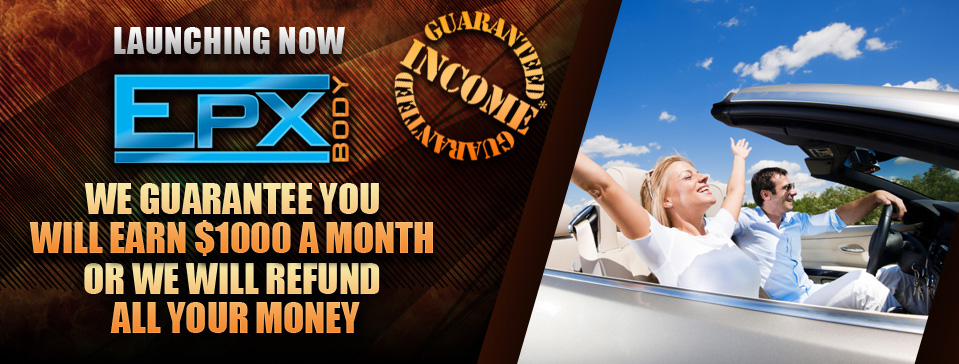 LAUNCHING NOW
EPX
BODY
GUARANTEED
INCOME*
GUARANTEED
WE GUARANTEE YOU
WILL EARN $1000 A MONTH
OR WE WILL REFUND
ALL YOUR MONEY